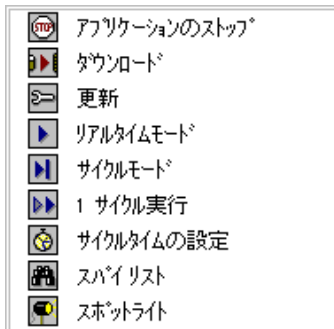 STOP
ｱﾌﾟﾘｹｰｼｮﾝのｽﾄｯﾌﾟ
ﾀﾞｳﾝﾛｰﾄﾞ
更新
ﾘｱﾙﾀｲﾑﾓｰﾄﾞ
ｻｲｸﾙﾓｰﾄﾞ
1 ｻｲｸﾙ実行
ｻｲｸﾙﾀｲﾑの設定
ｽﾊﾟｲ ﾘｽﾄ
ｽﾎﾟｯﾄﾗｲﾄ